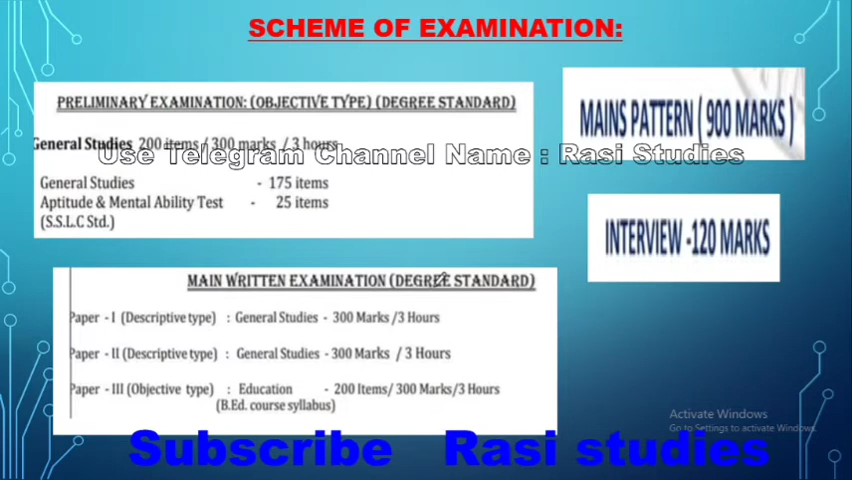 SCHEME OF EXAMINATION:
PRELIMINARY EXAMINATION: (OBJECTIVE TYPE) (DEGREE STANDARD)
General Studies 200 items / 300 marks / 3 hours
Use Telegram Channel Name : Rasi Studies
General Studies - 175 items
Aptitude & Mental Ability Test - 25 items
(S.S.L.C Std.)
MAINS PATTERN ( 900 MARKS )
INTERVIEW -120 MARKS
MAIN WRITTEN EXAMINATION (DEGREE STANDARD)
Paper - I (Descriptive type) : General Studies - 300 Marks /3 Hours
Paper - II (Descriptive type) : General Studies - 300 Marks / 3 Hours
Paper - III (Objective type) : Education - 200 Items/ 300 Marks/3 Hours
(B.Ed. course syllabus)
Activate Windows
Go to Settings to activate Windows.
Subscribe Rasi studies